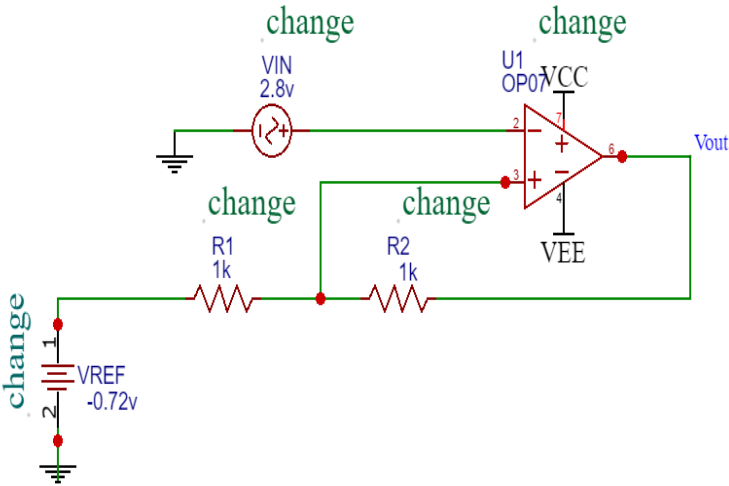 change
change
VIN
2.8v
U1
OP07
VCC
7
2
-
+
6
Vout
3
+
-
4
VEE
- +
change
change
R1
1k
R2
1k
change
1
VREF
-0.72v
2